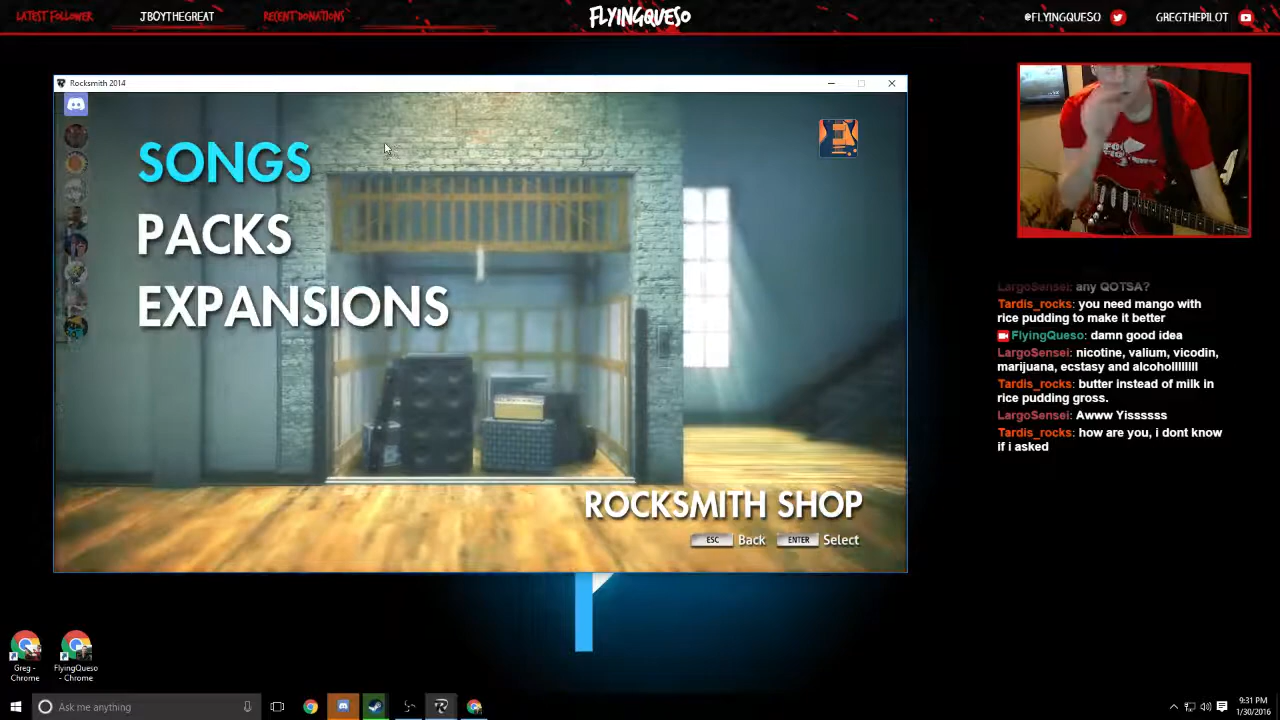 LATEST FOLLOWER
JBOYTHEGREAT
RECENT DONATIONS
FLYINGQUESO
@FLYINGQUESO
GREGTHEPILOT
Rocksmith 2014
SONGS
PACKS
EXPANSIONS
ROCKSMITH SHOP
ESC Back ENTER Select
LargoSensei: any QOTSA?
Tardis_rocks: you need mango with
rice pudding to make it better
FlyingQueso: damn good idea
LargoSensei: nicotine, valium, vicodin,
marijuana, ecstasy and alcoholllllllll
Tardis_rocks: butter instead of milk in
rice pudding gross.
LargoSensei: Awww Yissssss
Tardis_rocks: how are you, i dont know
if i asked
Greg -
Chrome
FlyingQueso
- Chrome
Ask me anything
9:31 PM
1/30/2016